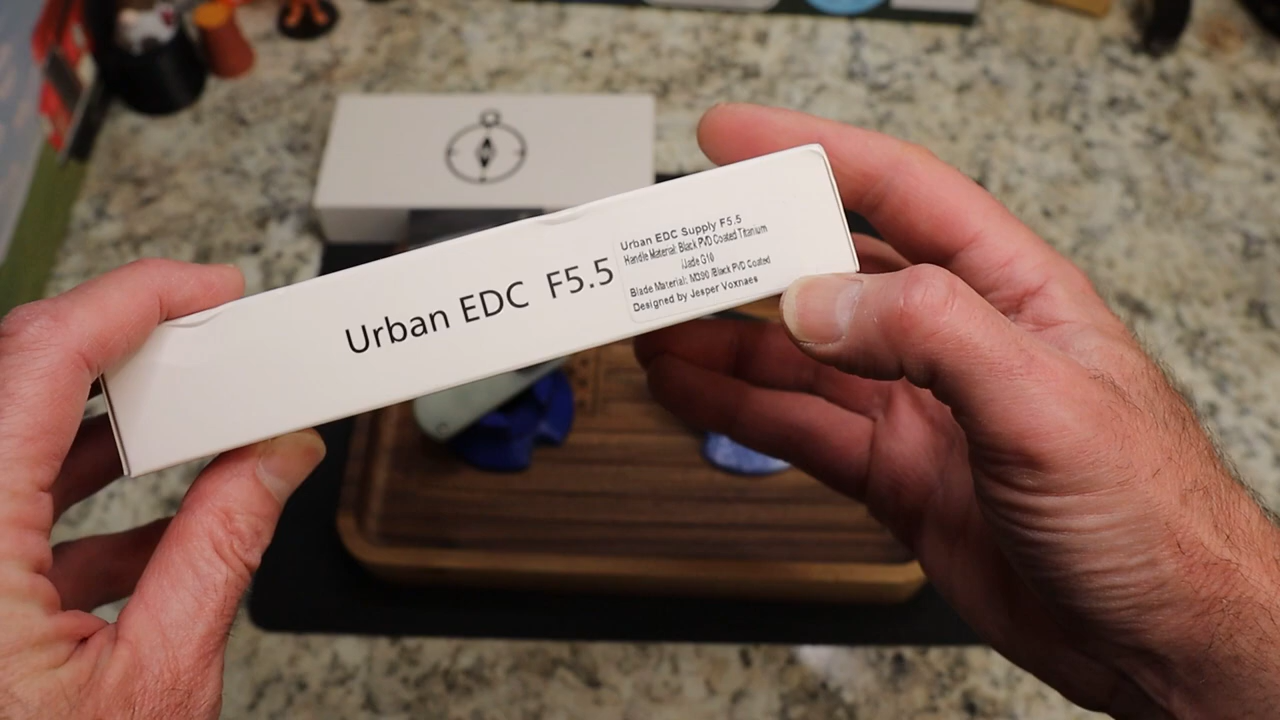 Urban EDC F5.5
Urban EDC Supply F5.5
Handle Material: Black PVD Coated Titanium
/Jade G10
Blade Material: M390 /Black PVD Coated
Designed by Jesper Voxnaes